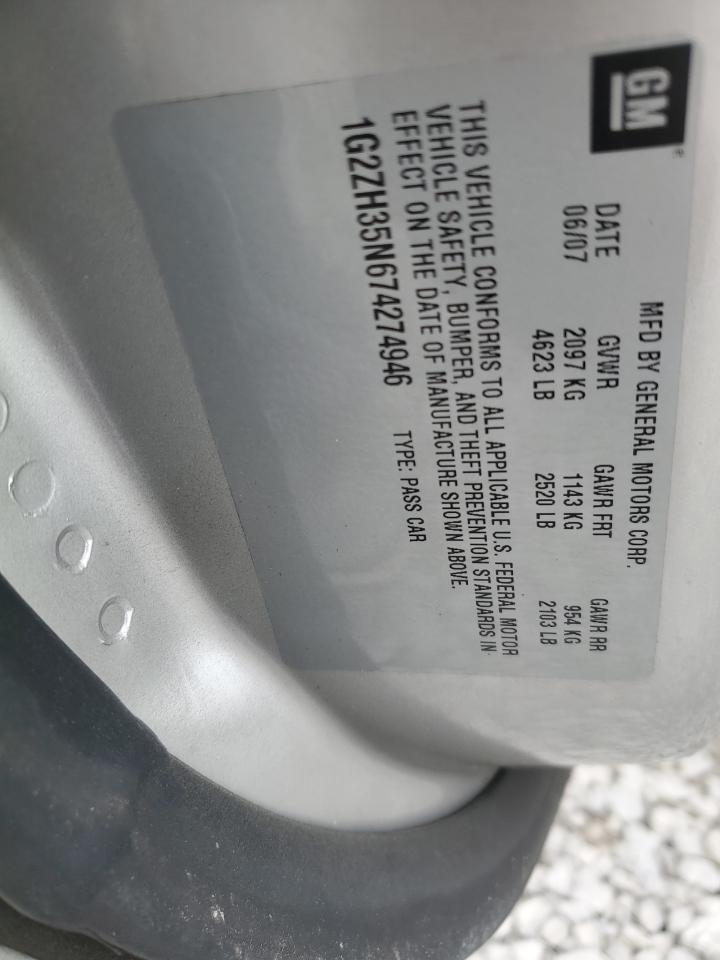 GM
MFD BY GENERAL MOTORS CORP.
DATE GVWR GAWR FRT GAWR RR
06/07 2097 KG 1143 KG 954 KG
4623 LB 2520 LB 2103 LB
THIS VEHICLE CONFORMS TO ALL APPLICABLE U.S. FEDERAL MOTOR
VEHICLE SAFETY, BUMPER, AND THEFT PREVENTION STANDARDS IN
EFFECT ON THE DATE OF MANUFACTURE SHOWN ABOVE.
1G2ZH35N674274946 TYPE: PASS CAR